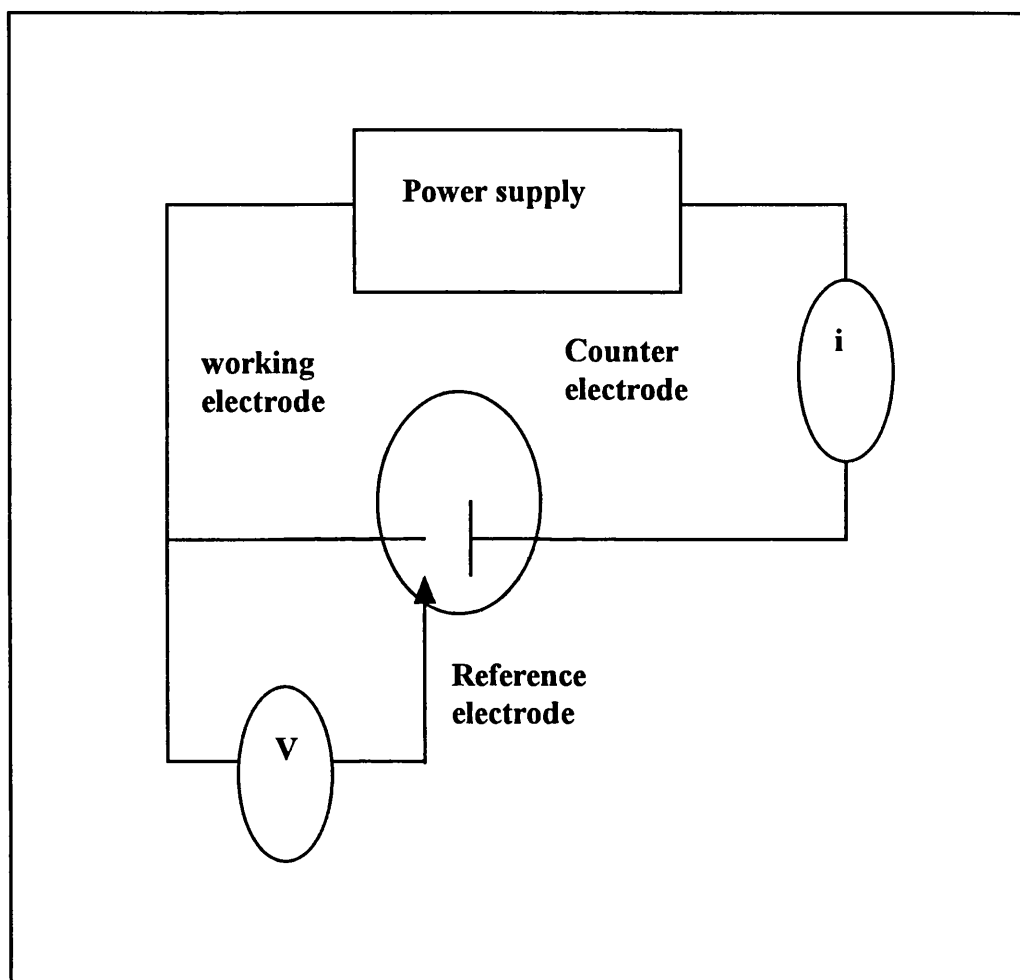 Power supply
working
electrode
Counter
electrode
i
Reference
electrode
V